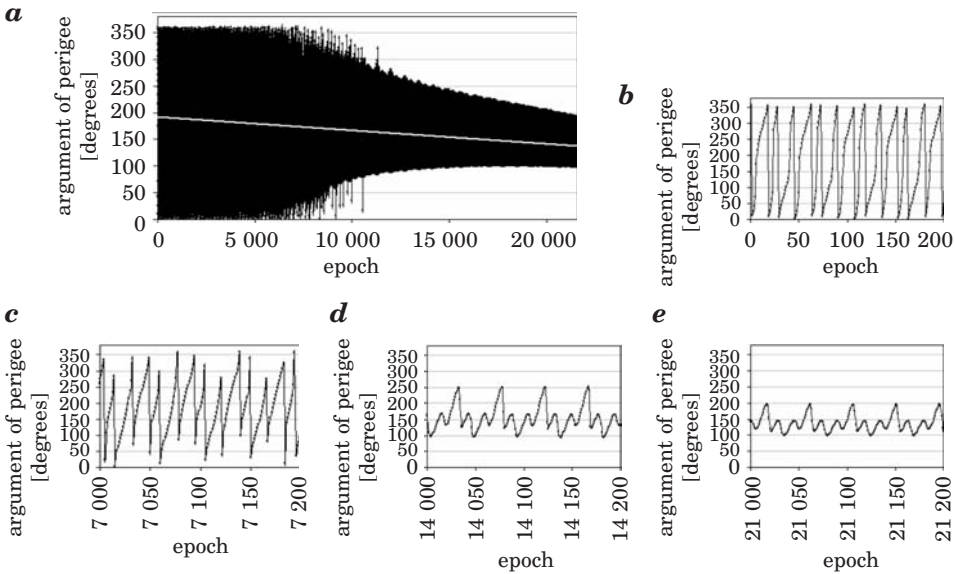 a
argument of perigee
[degrees]
350
300
250
200
150
100
50
0
0 5 000 10 000 15 000 20 000
epoch
b
argument of perigee
[degrees]
350
300
250
200
150
100
50
0
0 50 100 150 200
epoch
c
argument of perigee
[degrees]
350
300
250
200
150
100
50
0
7 000
7 050
7 100
7 150
7 200
epoch
d
argument of perigee
[degrees]
350
300
250
200
150
100
50
0
14 000
14 050
14 100
14 150
14 200
epoch
e
argument of perigee
[degrees]
350
300
250
200
150
100
50
0
21 000
21 050
21 100
21 150
21 200
epoch